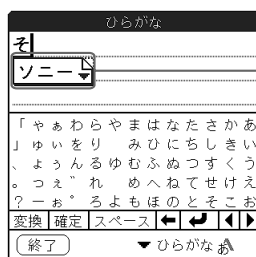 ひらがな
そ
ソニー
「 ゃ ぁ わ ら や ま は な た さ か あ
」 ゅ ぃ を り み ひ に ち し き い
、 ょ ぅ ん る ゆ む ふ ぬ つ す く う
。 っ ぇ ゛ れ め へ ね て せ け え
? ー ぉ ゜ ろ よ も ほ の と そ こ お
変換 確定 スペース
終了 ひらがな あA